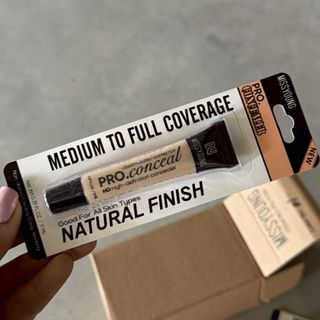 MEDIUM TO FULL COVERAGE
MISSYOUNG
PRO.
NEW
PRO.conceal
HD high-definition concealer
MISSYOUNG
Good For All Skin Types
NATURAL FINISH
MISSYOUNG